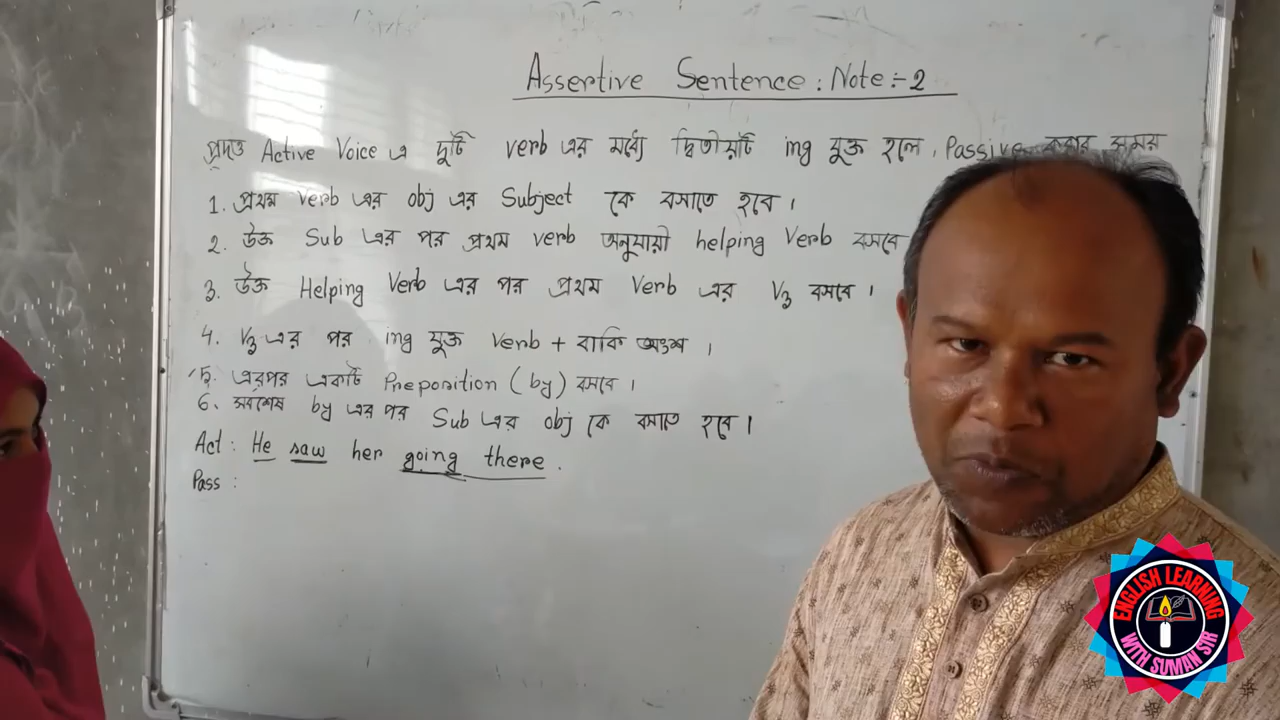 Assertive Sentence : Note :- 2
প্রদত্ত Active Voice এ দুটি verb এর মধ্যে দ্বিতীয়টি ing যুক্ত হলে, Passive করার সময়
1. প্রথম verb এর obj এর Subject কে বসাতে হবে।
2. উক্ত Sub এর পর প্রথম verb অনুযায়ী helping Verb বসবে
3. উক্ত Helping Verb এর পর প্রথম Verb এর V3 বসবে।
4. V3 এর পর ing যুক্ত verb + বাকি অংশ।
5. এরপর একটি Preposition (by) বসবে।
6. সর্বশেষ by এর পর Sub এর obj কে বসাতে হবে।
Act : He saw her going there.
Pass :
ENGLISH LEARNING
WITH SUMAN SIR